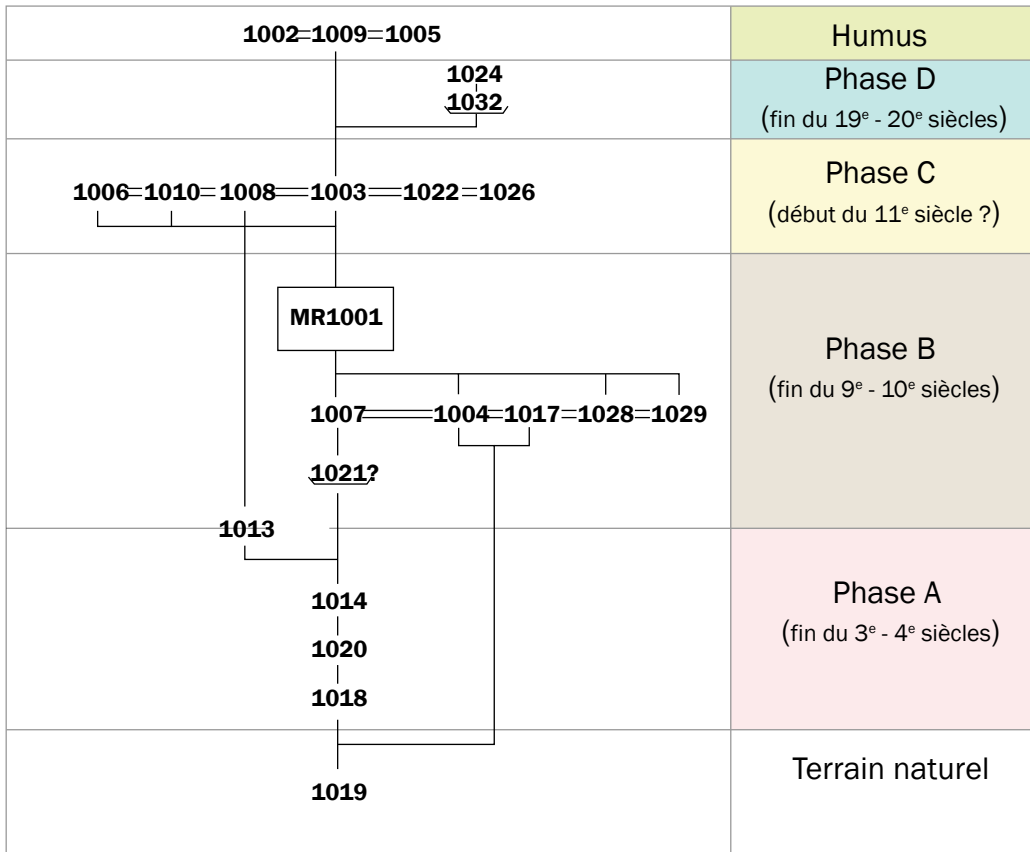 1002=1009=1005
Humus
1024
1032
Phase D
(fin du 19e - 20e siècles)
1006=1010=1008=1003=1022=1026
Phase C
(début du 11e siècle ?)
MR1001
Phase B
(fin du 9e - 10e siècles)
1007=1004=1017=1028=1029
1021?
1013
1014
1020
1018
Phase A
(fin du 3e - 4e siècles)
Terrain naturel
1019